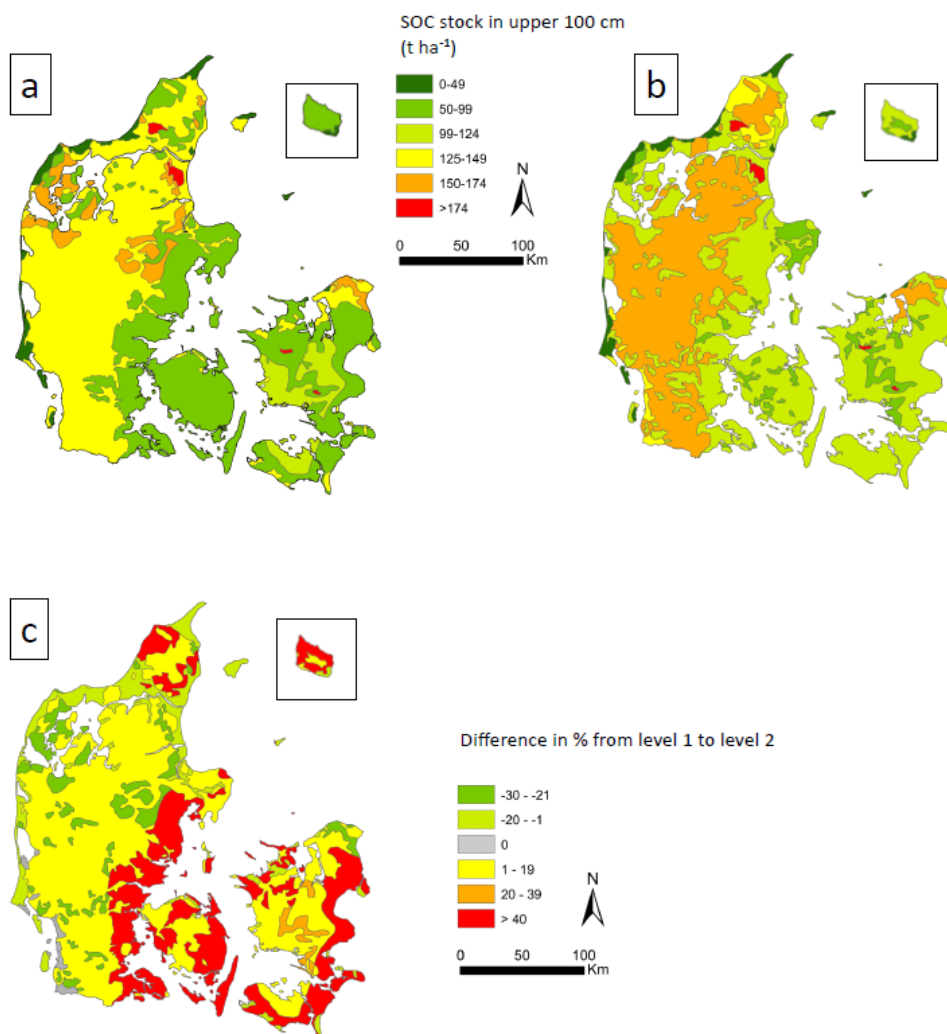 SOC stock in upper 100 cm
(t ha⁻¹)
a
b
0-49
50-99
99-124
125-149
150-174
>174
N
0 50 100
Km
c
Difference in % from level 1 to level 2
-30 - -21
-20 - -1
0
1 - 19
20 - 39
> 40
N
0 50 100
Km